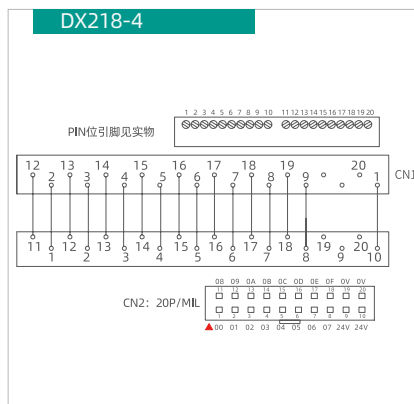 DX218-4
1 2 3 4 5 6 7 8 9 10 11 12 13 14 15 16 17 18 19 20
PIN位引脚见实物
12 13 14 15 16 17 18 19 20
2 3 4 5 6 7 8 9 1
CN1
11 12 13 14 15 16 17 18 19 20
1 2 3 4 5 6 7 8 9 10
08 09 0A 0B 0C 0D 0E 0F 0V 0V
11 12 13 14 15 16 17 18 19 20
CN2: 20P/MIL
1 2 3 4 5 6 7 8 9 10
00 01 02 03 04 05 06 07 24V 24V